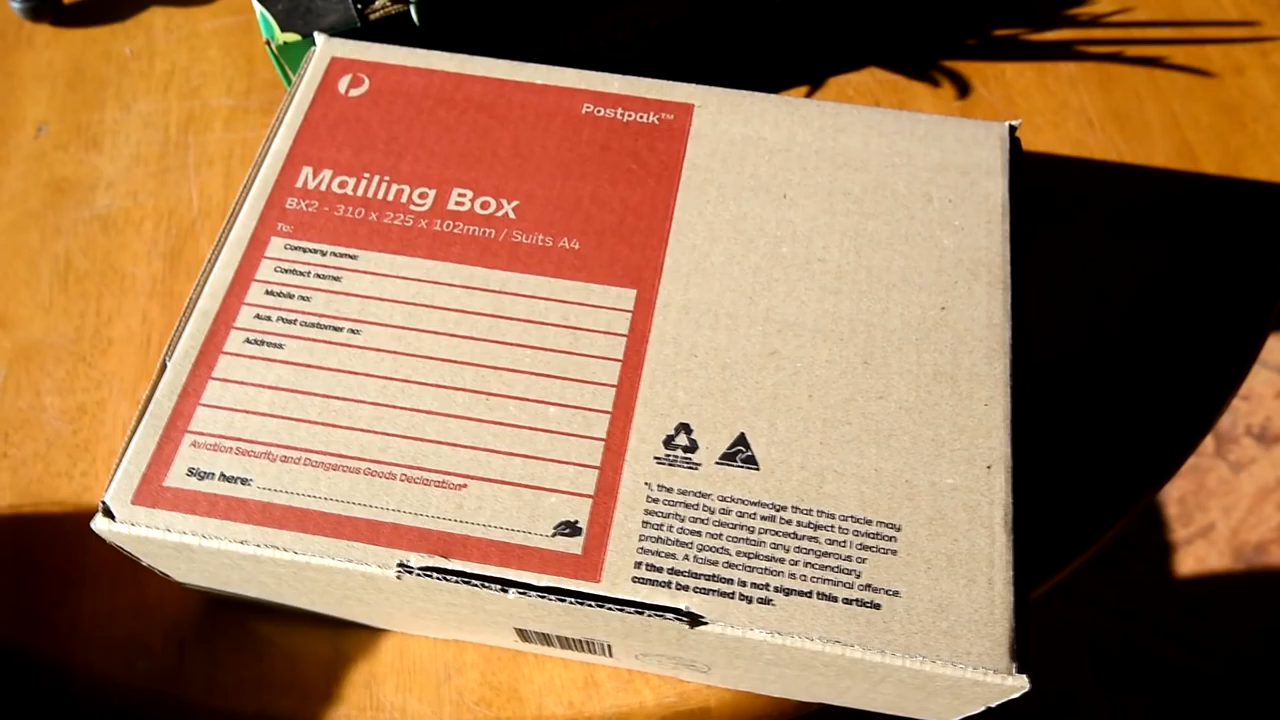 Postpak™
Mailing Box
BX2 - 310 x 225 x 102mm / Suits A4
To:
Company name:
Contact name:
Mobile no:
Aus. Post customer no:
Address:
Aviation Security and Dangerous Goods Declaration*
Sign here:
*I, the sender, acknowledge that this article may
be carried by air and will be subject to aviation
security and clearing procedures, and I declare
that it does not contain any dangerous or
prohibited goods, explosive or incendiary
devices. A false declaration is a criminal offence.
If the declaration is not signed this article
cannot be carried by air.